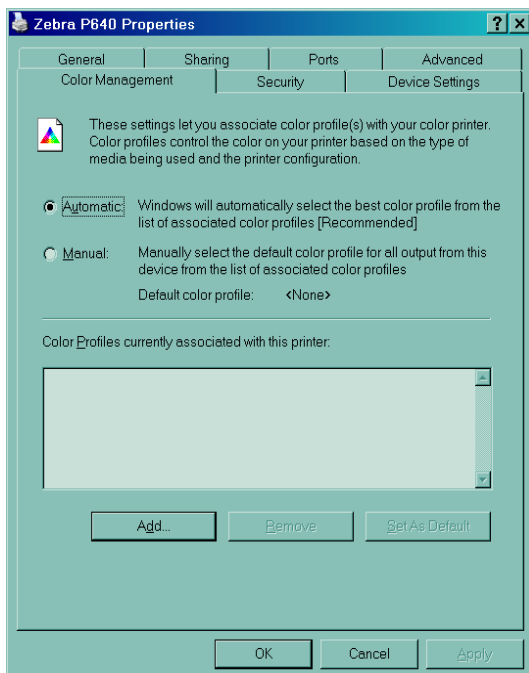 Zebra P640 Properties
General
Sharing
Ports
Advanced
Color Management
Security
Device Settings
These settings let you associate color profile(s) with your color printer.
Color profiles control the color on your printer based on the type of
media being used and the printer configuration.
Automatic:
Windows will automatically select the best color profile from the
list of associated color profiles [Recommended]
Manual:
Manually select the default color profile for all output from this
device from the list of associated color profiles
Default color profile: <None>
Color Profiles currently associated with this printer:
Add...
Remove
Set As Default
OK
Cancel
Apply